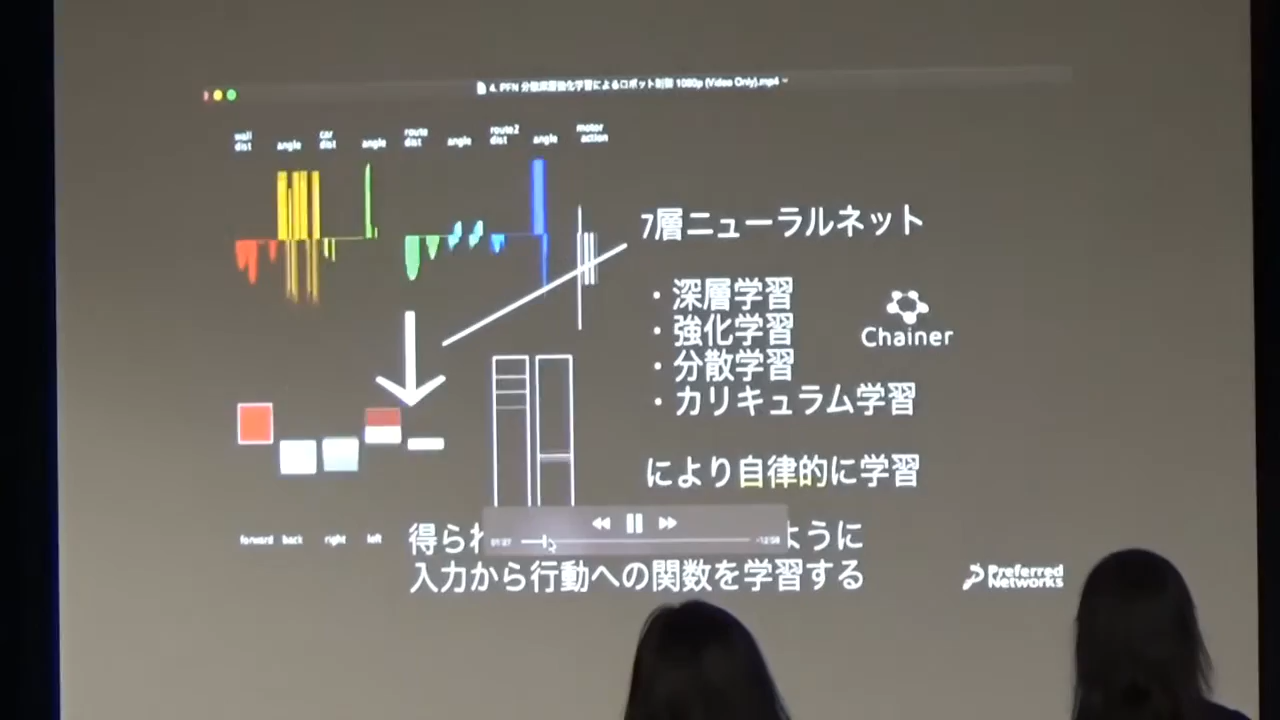 4. PFN 分散深層強化学習によるロボット制御 1080p (Video Only).mp4
wall dist
angle
car dist
angle
route dist
angle
route2 dist
angle
motor action
7層ニューラルネット
・深層学習
・強化学習
・分散学習
・カリキュラム学習
Chainer
により自律的に学習
forward
back
right
left
得られ
ように
入力から行動への関数を学習する
Preferred
Networks